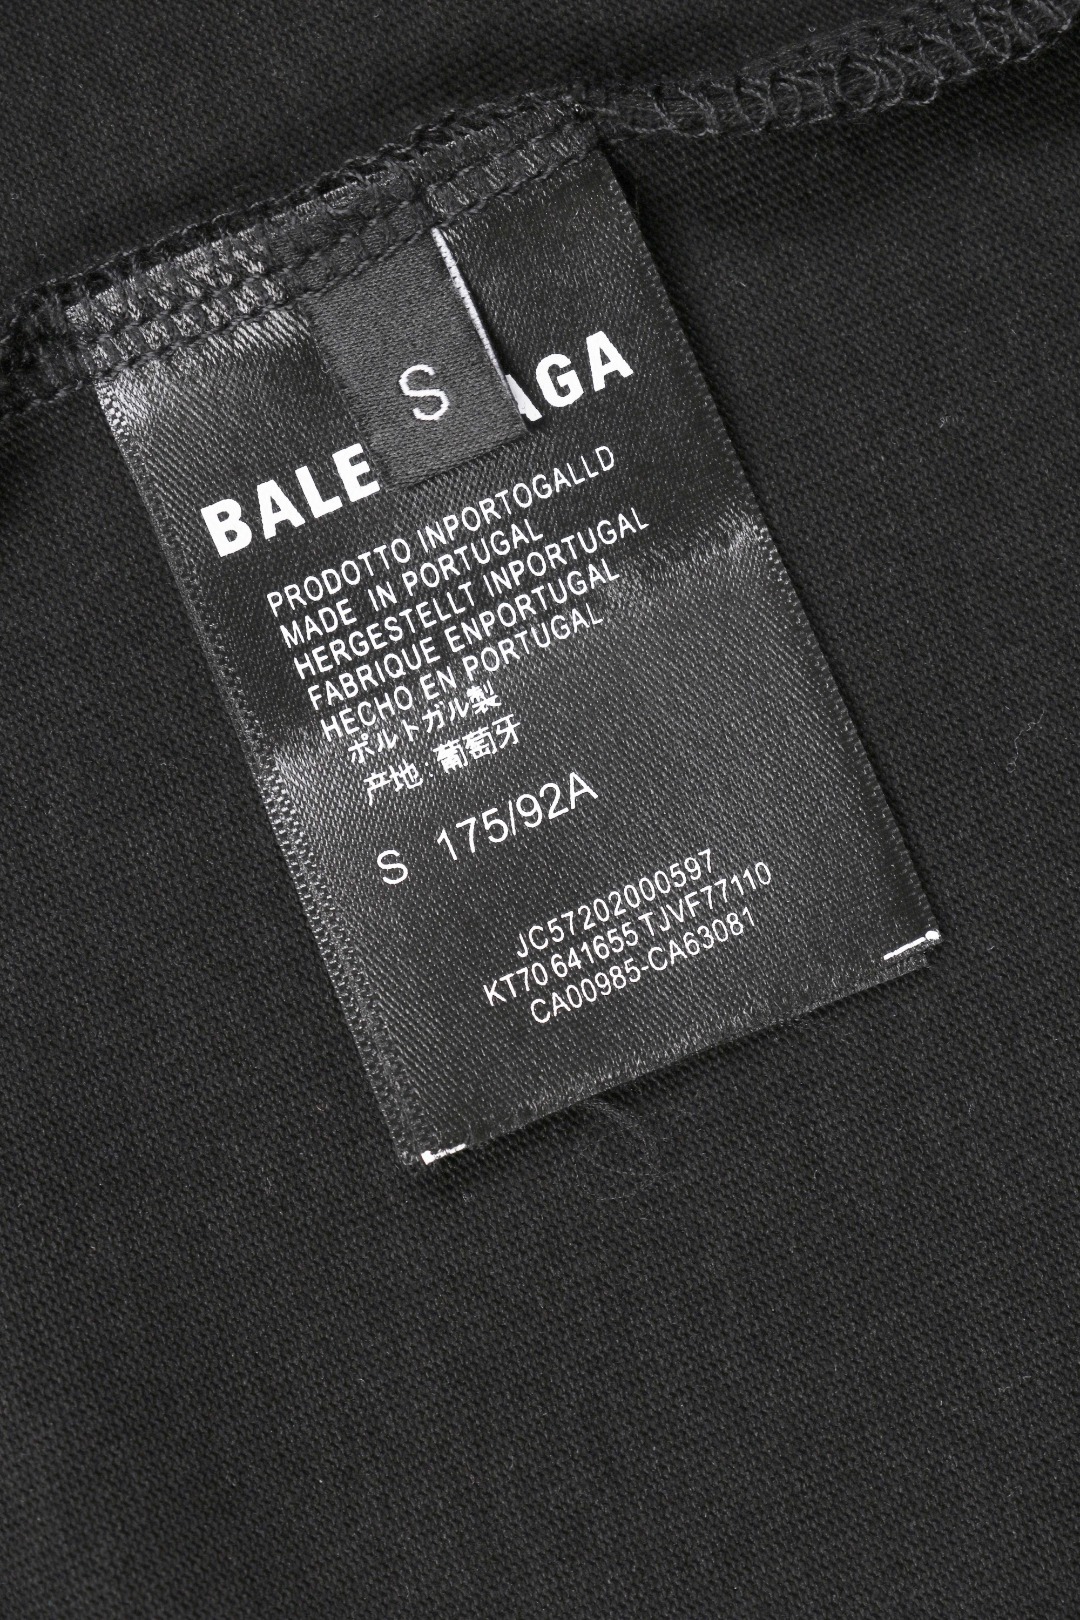 S
BALE AGA
PRODOTTO INPORTOGALLD
MADE IN PORTUGAL
HERGESTELLT INPORTUGAL
FABRIQUE ENPORTUGAL
HECHO EN PORTUGAL
ポルトガル製
产地 葡萄牙
S 175/92A
JC57202000597
KT70 641655 TJVF77110
CA00985-CA63081